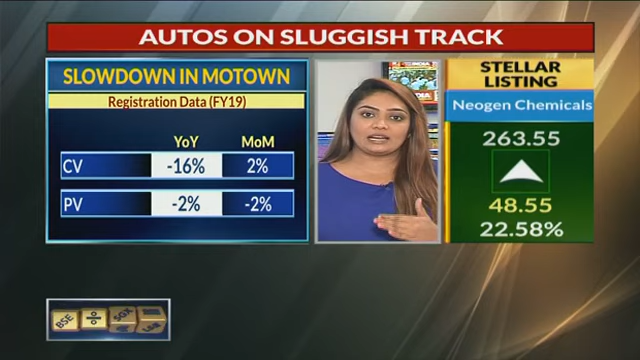 AUTOS ON SLUGGISH TRACK
SLOWDOWN IN MOTOWN
Registration Data (FY19)
YoY MoM
CV -16% 2%
PV -2% -2%
STELLAR
LISTING
Neogen Chemicals
263.55
48.55
22.58%
BSE ÷ SGX